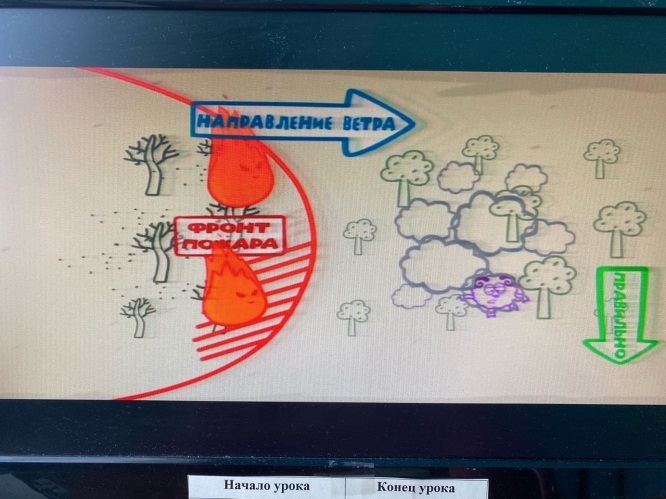 НАПРАВЛЕНИЕ ВЕТРА
ФРОНТ
ПОЖАРА
ПРАВИЛЬНО
Начало урока
Конец урока